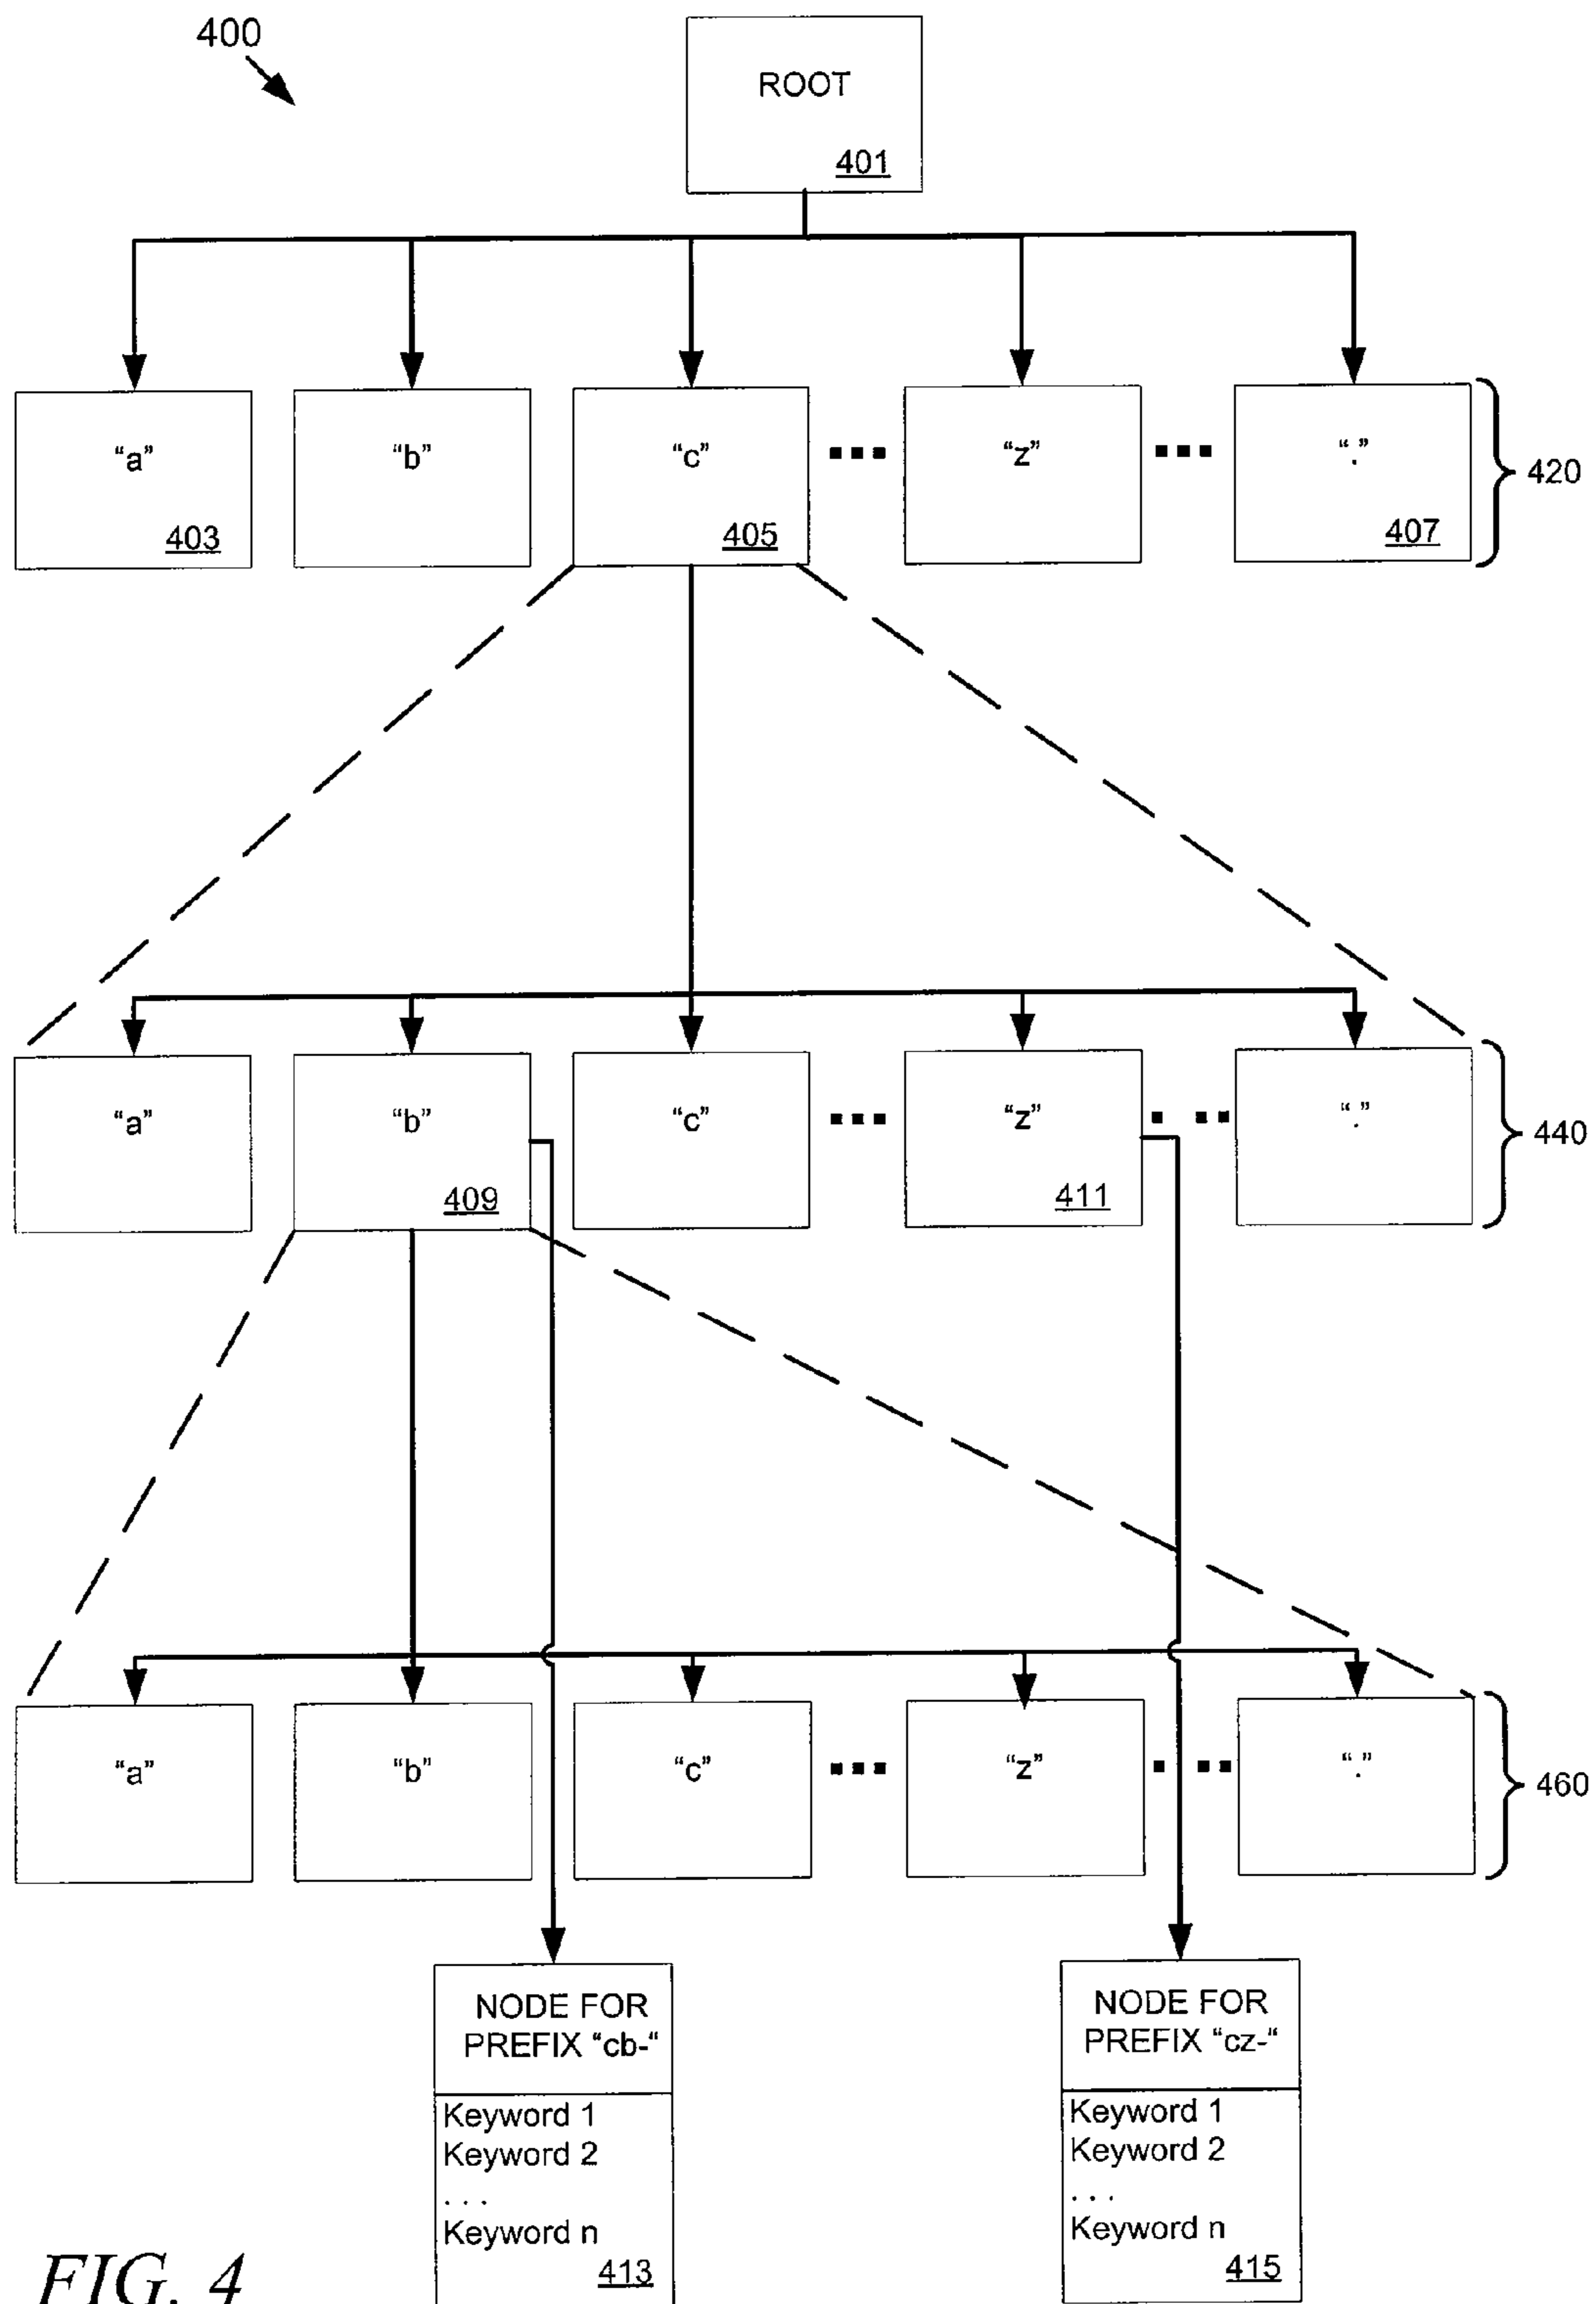 400
ROOT
401
“a” “b” “c” ... “z” ... “.”
403 405 407
420
“a” “b” “c” ... “z” . .. “.”
409 411
440
“a” “b” “c” ... “z” . .. “.”
460
NODE FOR
PREFIX “cb-“
Keyword 1
Keyword 2
. . .
Keyword n
413
NODE FOR
PREFIX “cz-“
Keyword 1
Keyword 2
. . .
Keyword n
415
FIG. 4